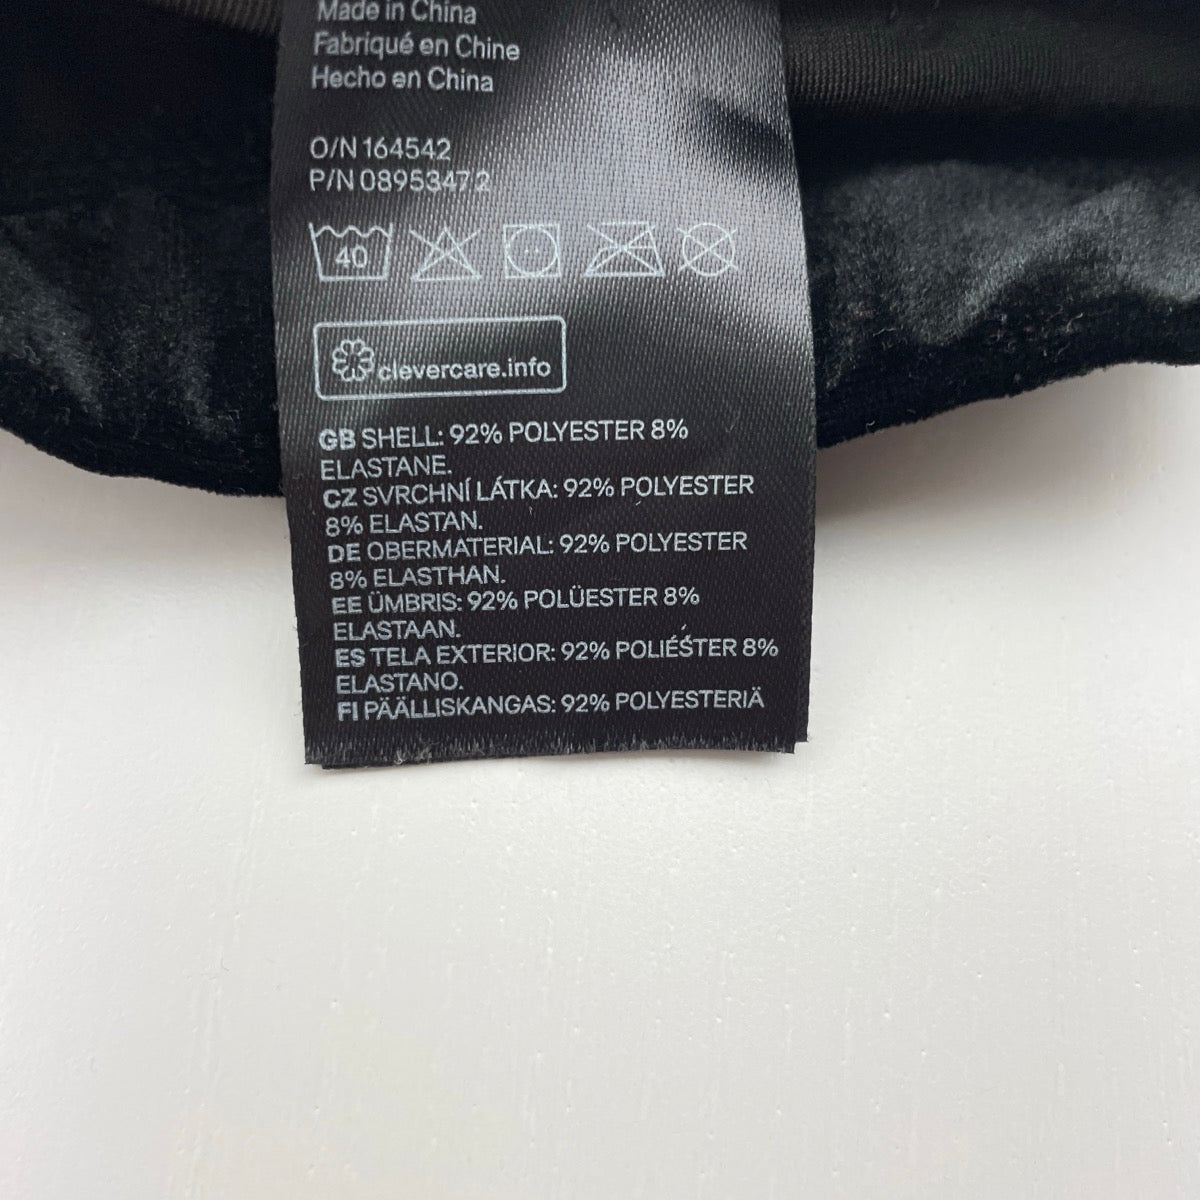 Made in China
Fabriqué en Chine
Hecho en China
O/N 164542
P/N 0895347 2
40
clevercare.info
GB SHELL: 92% POLYESTER 8%
ELASTANE.
CZ SVRCHNÍ LÁTKA: 92% POLYESTER
8% ELASTAN.
DE OBERMATERIAL: 92% POLYESTER
8% ELASTHAN.
EE ÜMBRIS: 92% POLÜESTER 8%
ELASTAAN.
ES TELA EXTERIOR: 92% POLIÉSTER 8%
ELASTANO.
FI PÄÄLLISKANGAS: 92% POLYESTERIÄ